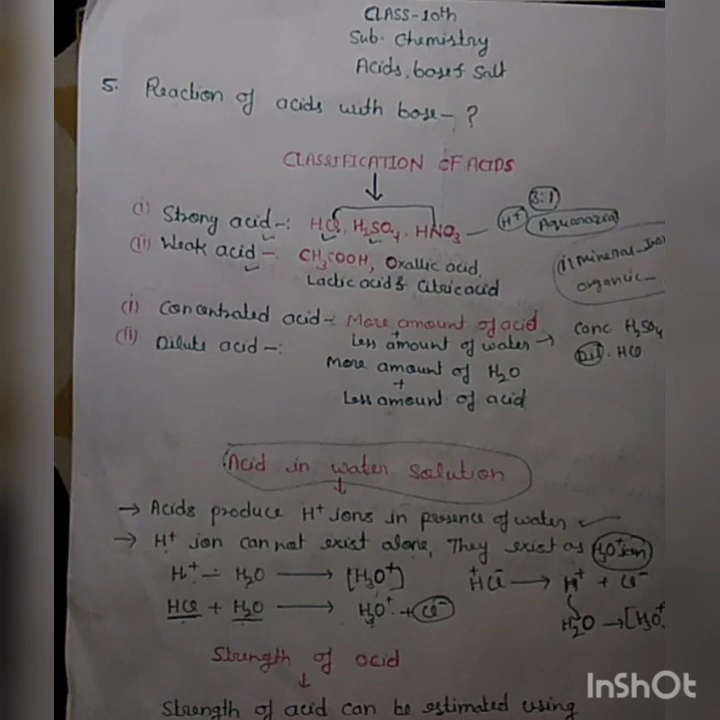 CLASS-10th
Sub. Chemistry
Acids, base & Salt
5. Reaction of acids with base - ?
CLASSIFICATION OF ACIDS
(i) Strong acid -: HCl, H₂SO₄, HNO₃ — H⁺ 3:1
(ii) Weak acid - CH₃COOH, Oxallic acid, (i) mineral
Lactic acid & Citric acid organic -
(i) Concentrated acid - More amount of acid
+
Less amount of water → conc H₂SO₄
(ii) Dilute acid -: Dil. HCl
More amount of H₂O
+
Less amount of acid
Acid in water solution
↓
→ Acids produce H⁺ ions in presence of water
→ H⁺ ion can not exist alone, They exist as H₃O⁺ ion
H⁺ - H₂O → [H₃O⁺] HCl → H⁺ + Cl⁻
HCl + H₂O → H₃O⁺ + Cl⁻ H₂O → [H₃O⁺
Strength of acid
↓
Strength of acid can be estimated using
InShOt